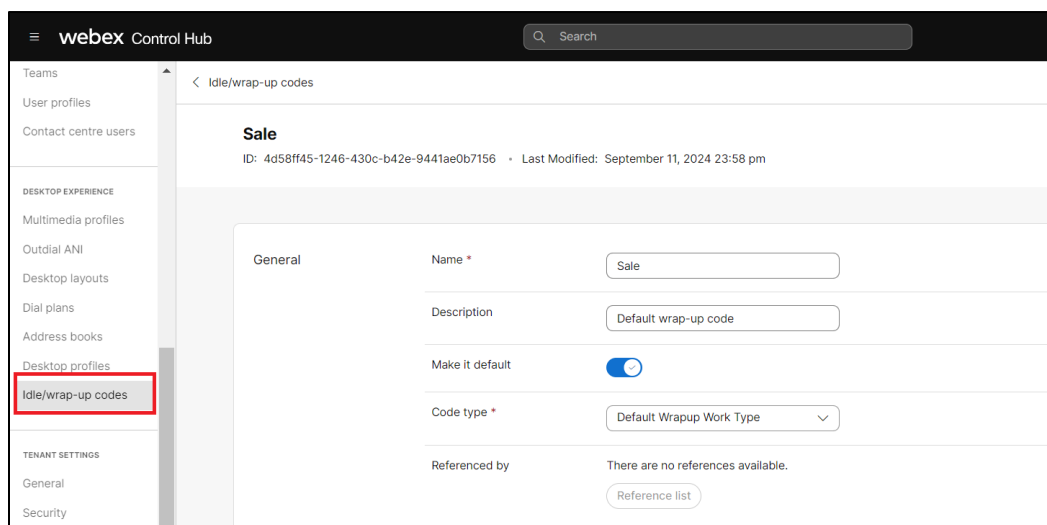 webex Control Hub
Search
Teams
User profiles
Contact centre users
DESKTOP EXPERIENCE
Multimedia profiles
Outdial ANI
Desktop layouts
Dial plans
Address books
Desktop profiles
Idle/wrap-up codes
TENANT SETTINGS
General
Security
Idle/wrap-up codes
Sale
ID: 4d58ff45-1246-430c-b42e-9441ae0b7156 • Last Modified: September 11, 2024 23:58 pm
General
Name *
Sale
Description
Default wrap-up code
Make it default
Code type *
Default Wrapup Work Type
Referenced by
There are no references available.
Reference list